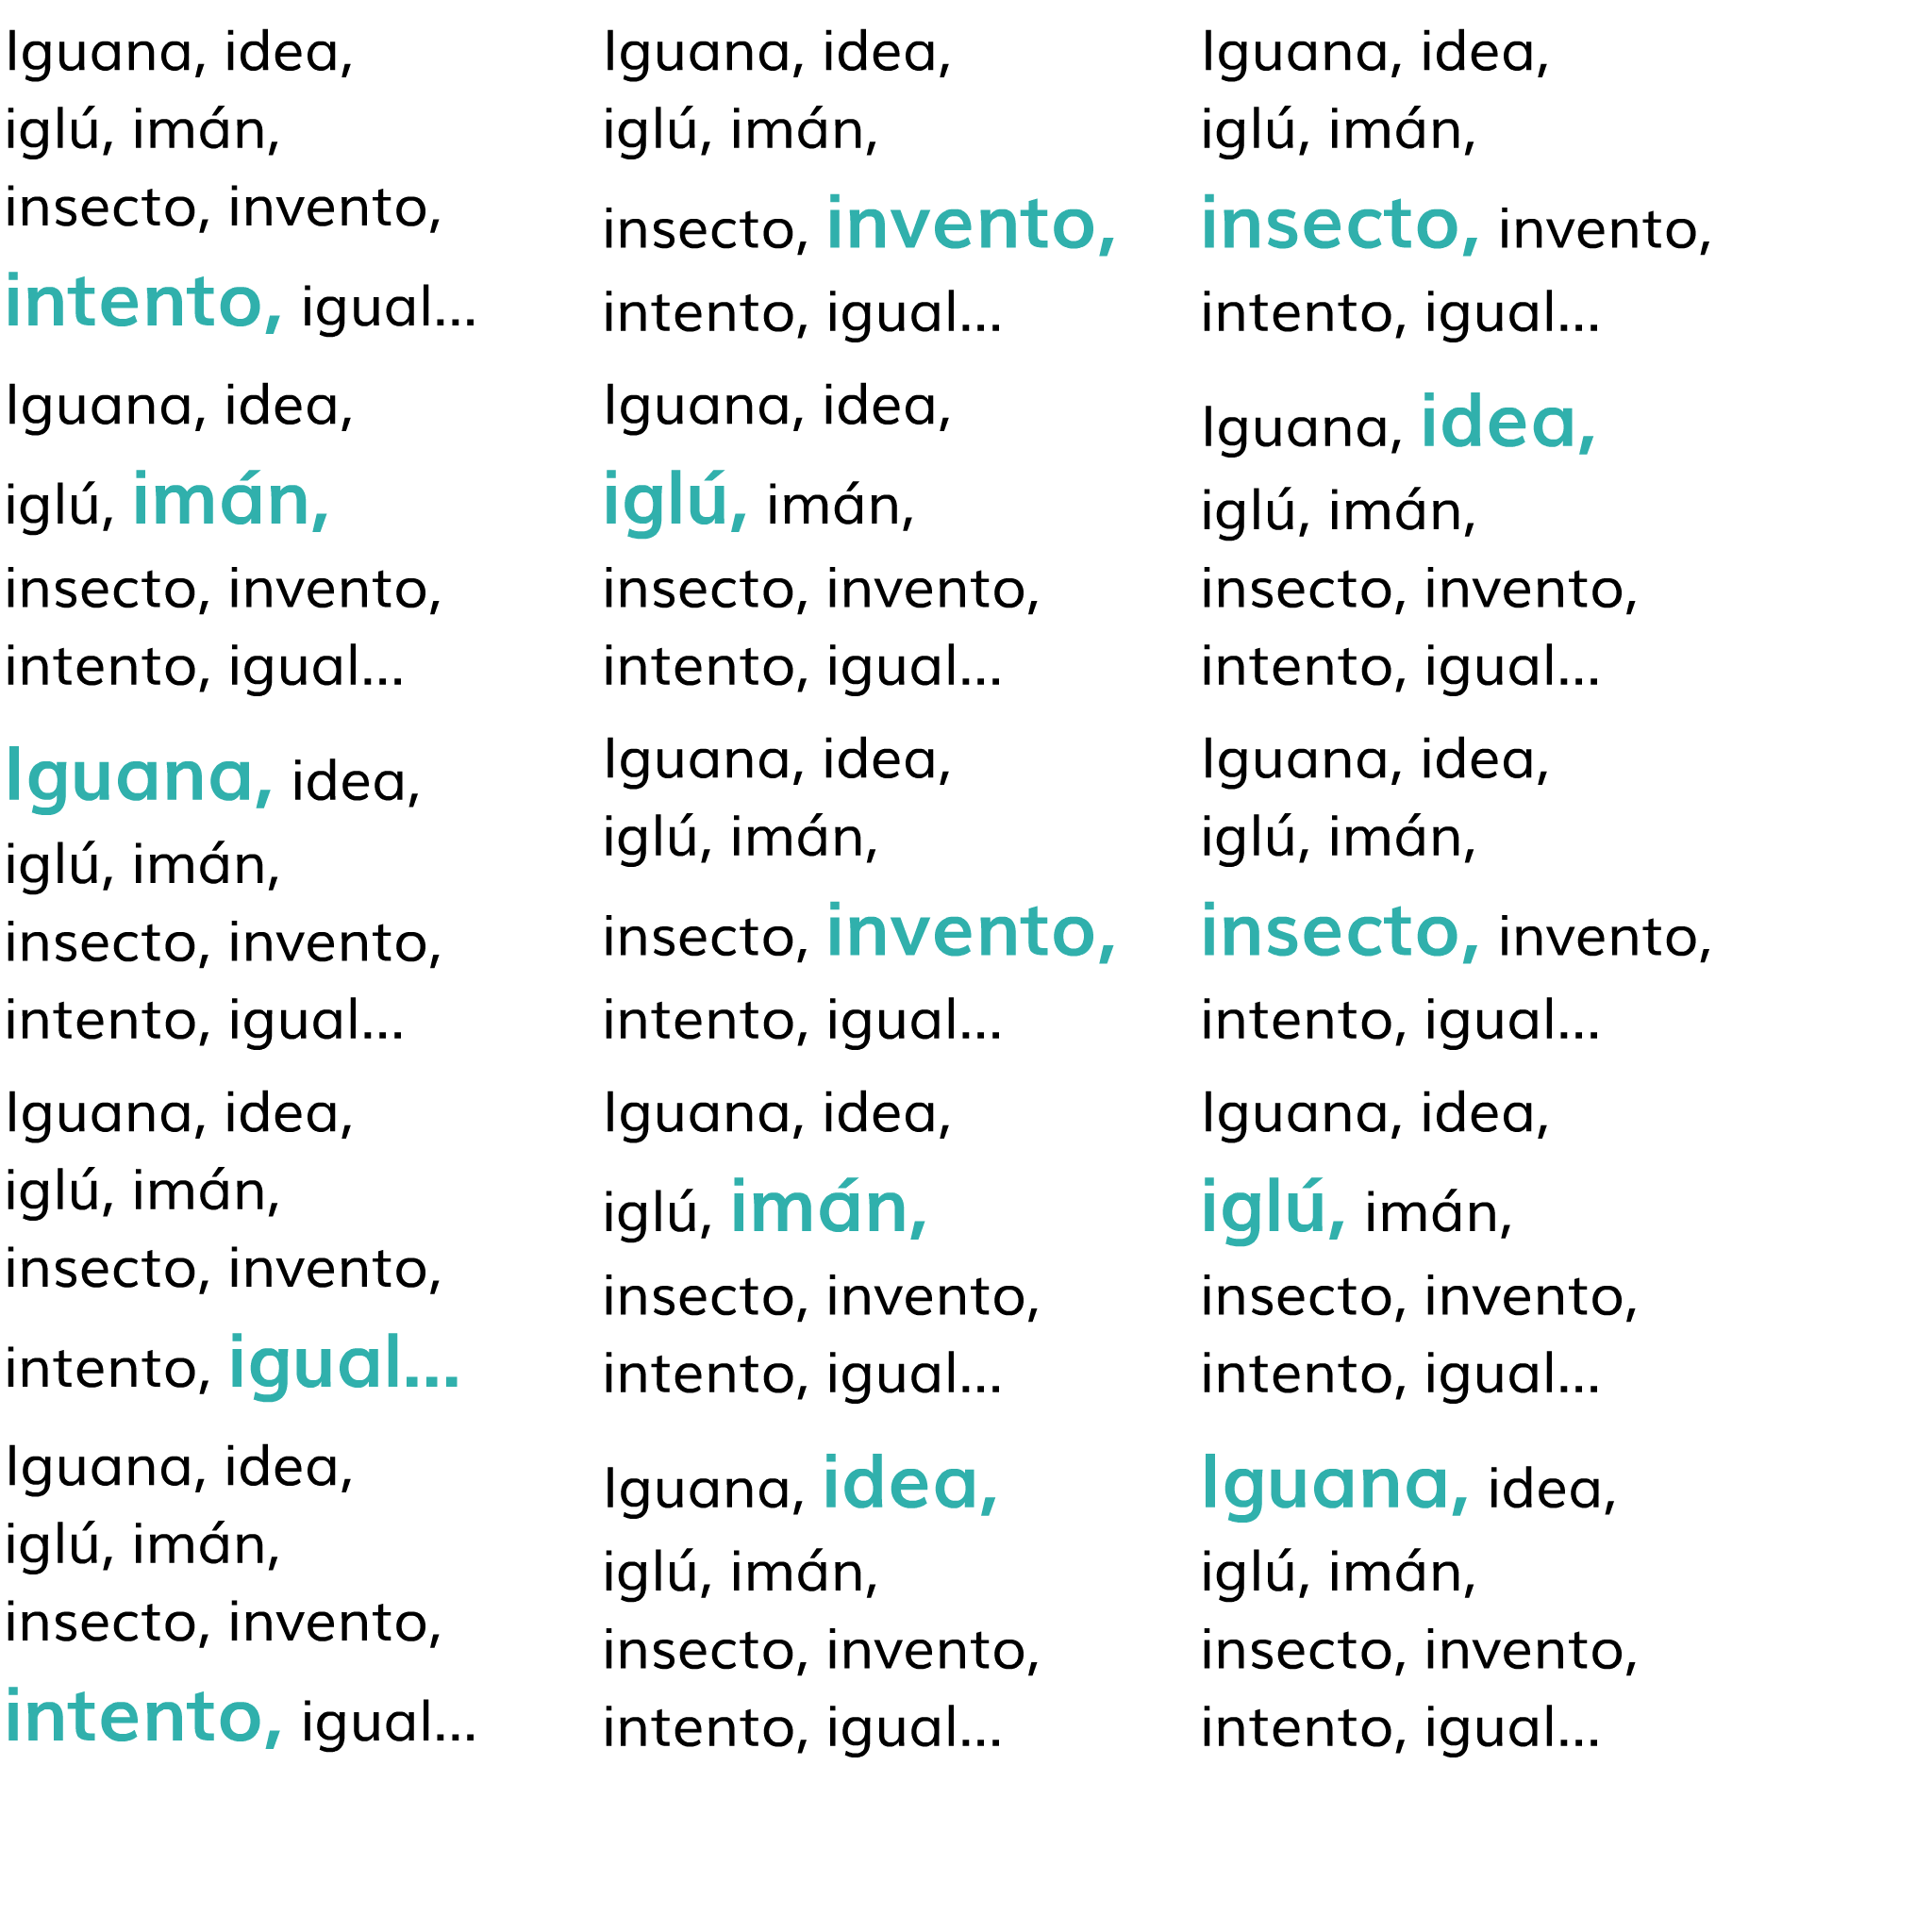 Iguana, idea,
iglú, imán,
insecto, invento,
intento, igual...
Iguana, idea,
iglú, imán,
insecto, invento,
intento, igual...
Iguana, idea,
iglú, imán,
insecto, invento,
intento, igual...
Iguana, idea,
iglú, imán,
insecto, invento,
intento, igual...
Iguana, idea,
iglú, imán,
insecto, invento,
intento, igual...
Iguana, idea,
iglú, imán,
insecto, invento,
intento, igual...
Iguana, idea,
iglú, imán,
insecto, invento,
intento, igual...
Iguana, idea,
iglú, imán,
insecto, invento,
intento, igual...
Iguana, idea,
iglú, imán,
insecto, invento,
intento, igual...
Iguana, idea,
iglú, imán,
insecto, invento,
intento, igual...
Iguana, idea,
iglú, imán,
insecto, invento,
intento, igual...
Iguana, idea,
iglú, imán,
insecto, invento,
intento, igual...
Iguana, idea,
iglú, imán,
insecto, invento,
intento, igual...
Iguana, idea,
iglú, imán,
insecto, invento,
intento, igual...
Iguana, idea,
iglú, imán,
insecto, invento,
intento, igual...